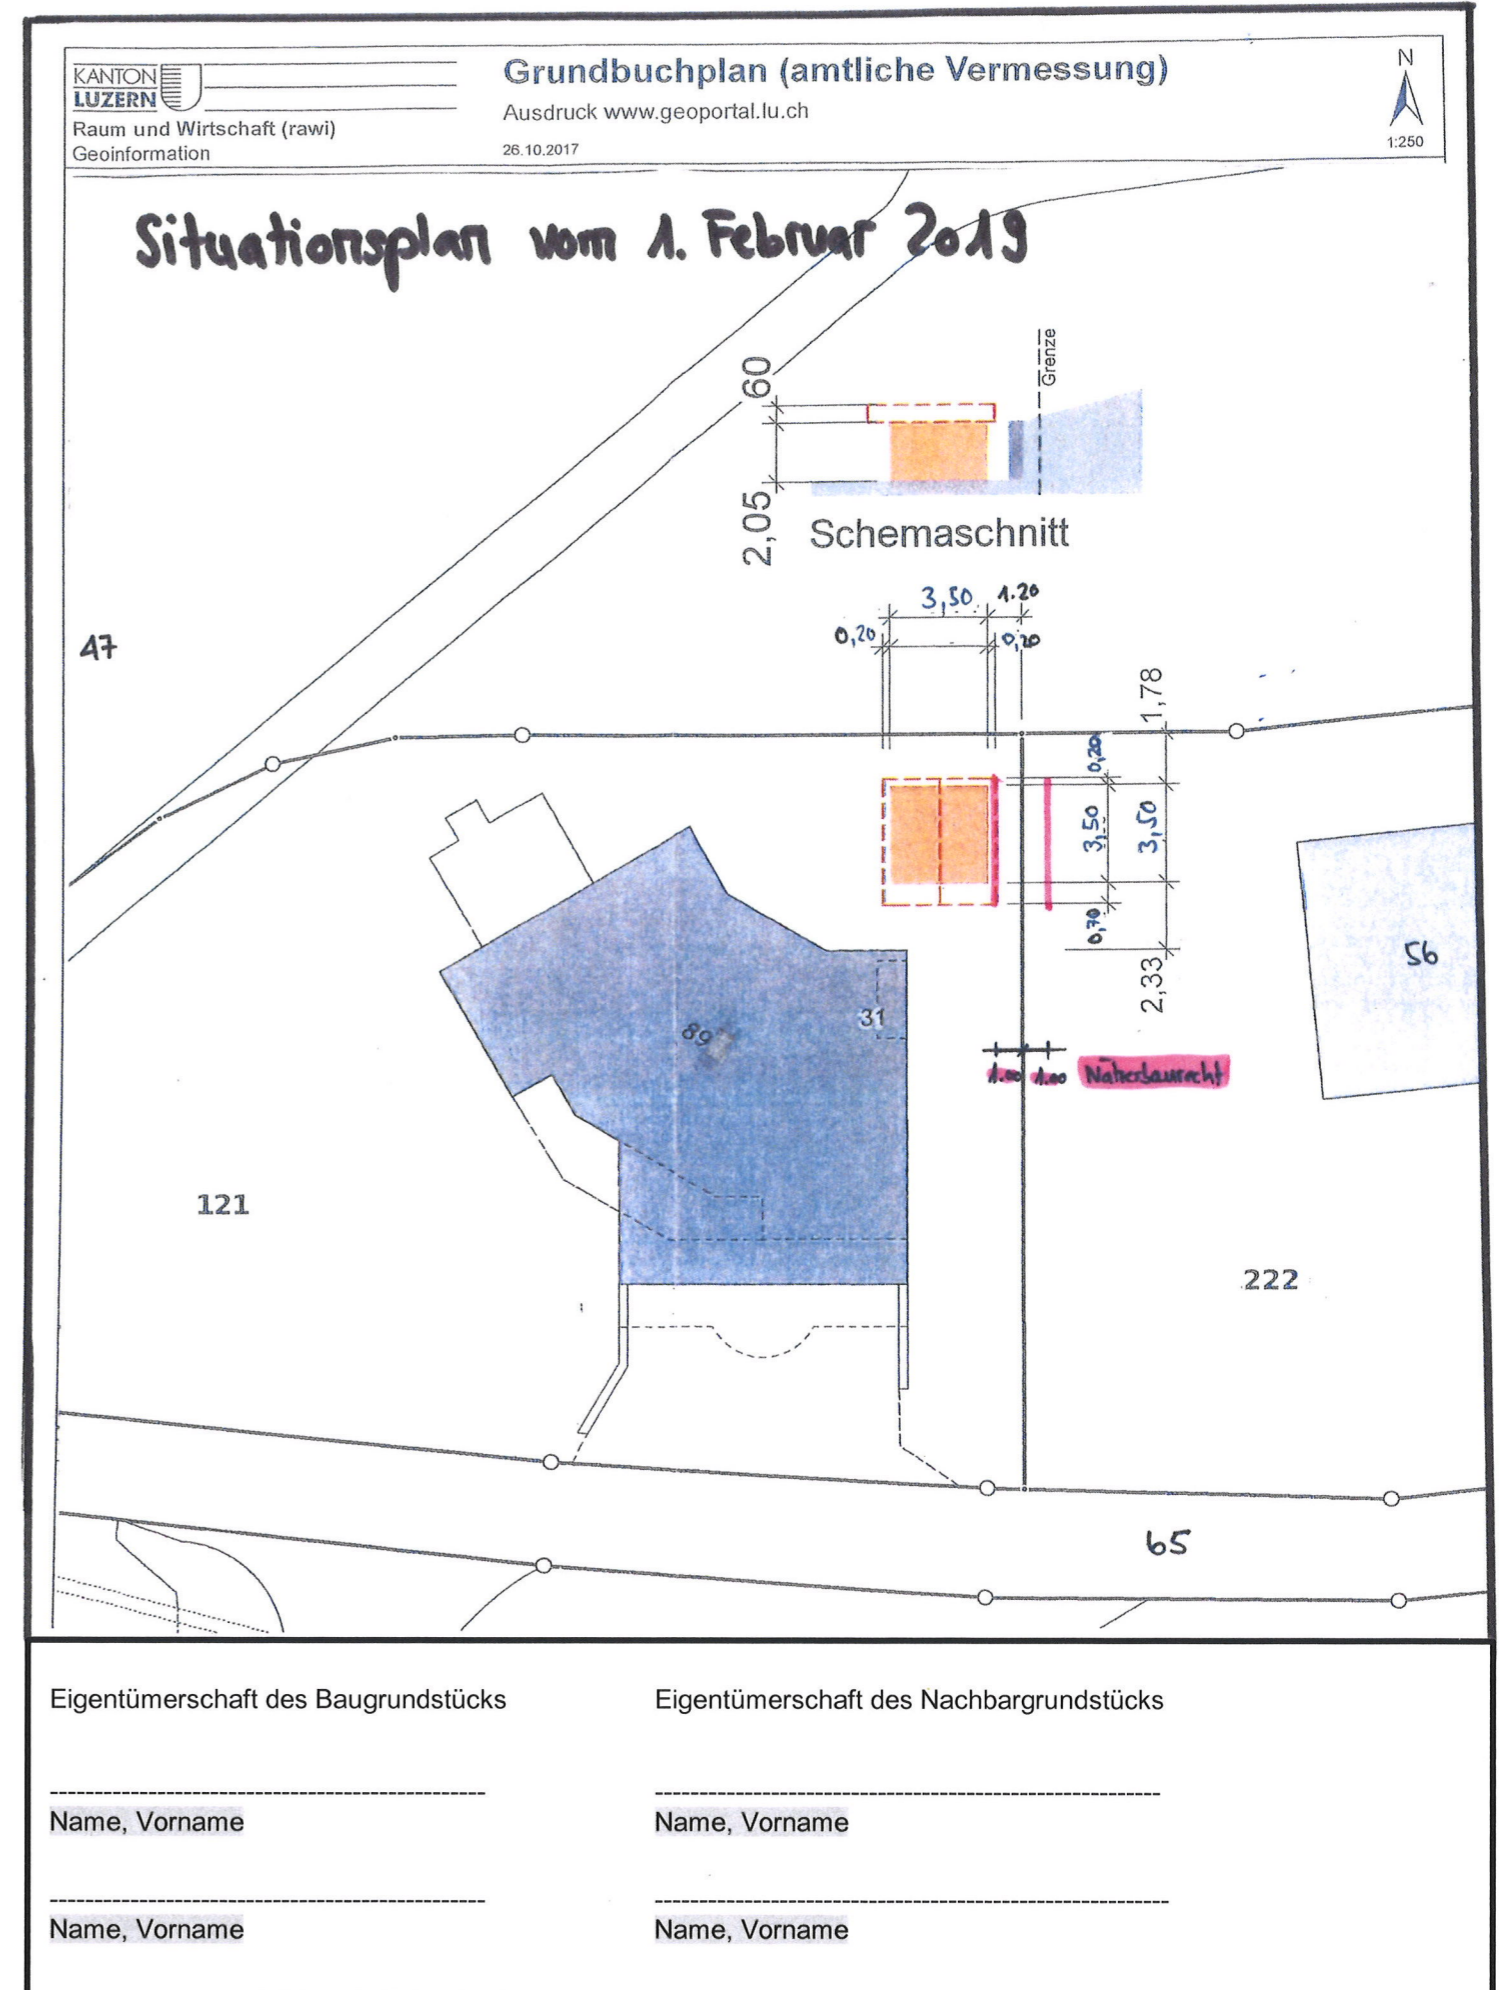 KANTON
LUZERN
Raum und Wirtschaft (rawi)
Geoinformation
Grundbuchplan (amtliche Vermessung)
Ausdruck www.geoportal.lu.ch
26.10.2017
N
1:250
Situationsplan vom 1. Februar 2019
60
Grenze
2,05
Schemaschnitt
3,50
1.20
0,20
0,20
47
1,78
0,20
3,50
3,50
0,70
2,33
56
31
89
1.00
1.00
Näherbaurecht
121
222
65
Eigentümerschaft des Baugrundstücks
Eigentümerschaft des Nachbargrundstücks
Name, Vorname
Name, Vorname
Name, Vorname
Name, Vorname